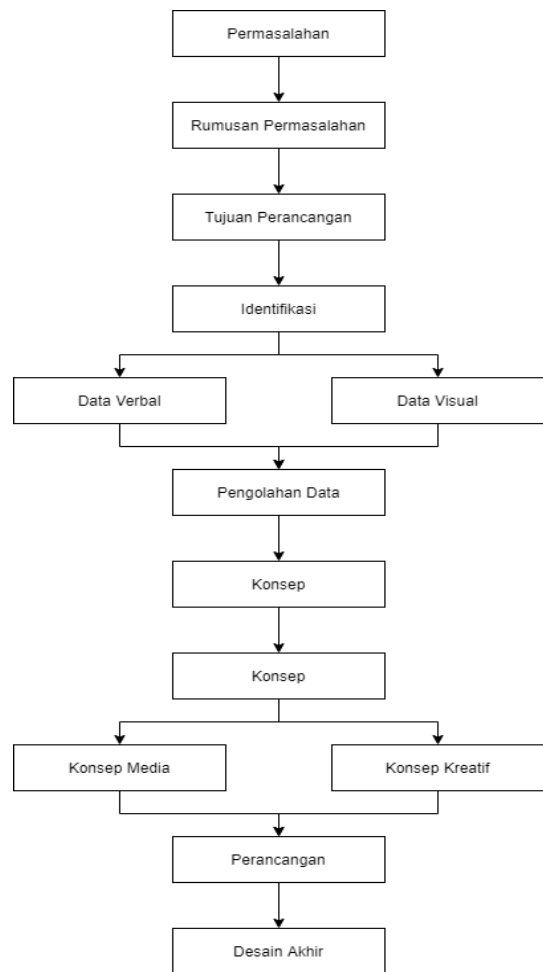 Permasalahan
Rumusan Permasalahan
Tujuan Perancangan
Identifikasi
Data Verbal
Data Visual
Pengolahan Data
Konsep
Konsep
Konsep Media
Konsep Kreatif
Perancangan
Desain Akhir